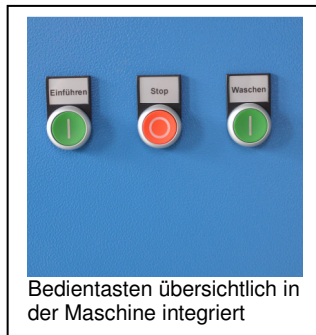 Einführen Stop Waschen
Bedientasten übersichtlich in
der Maschine integriert